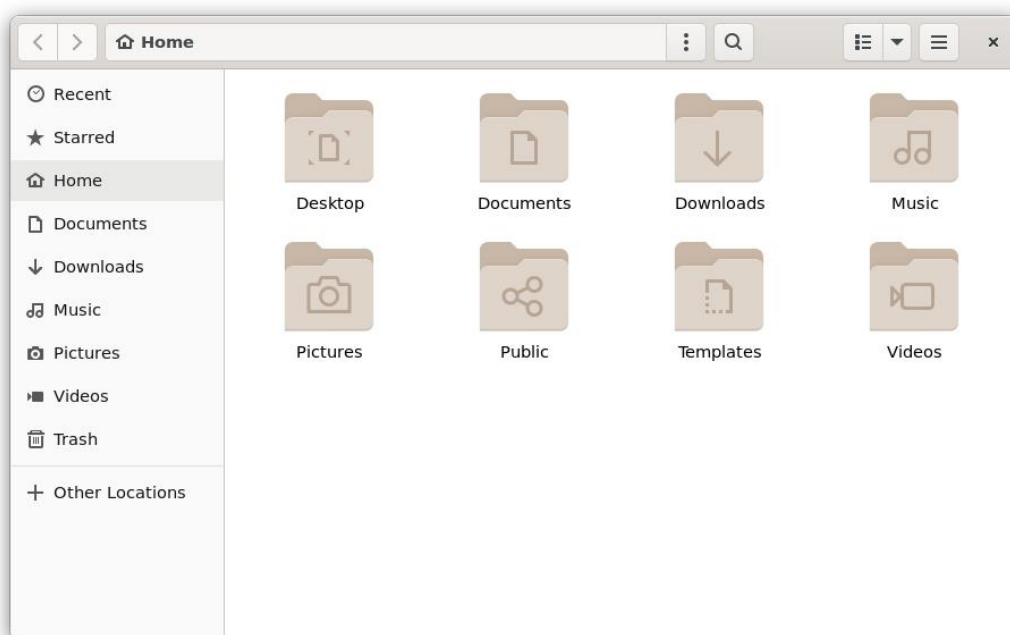 Home
Recent
Starred
Home
Documents
Downloads
Music
Pictures
Videos
Trash
Other Locations
Desktop Documents Downloads Music
Pictures Public Templates Videos